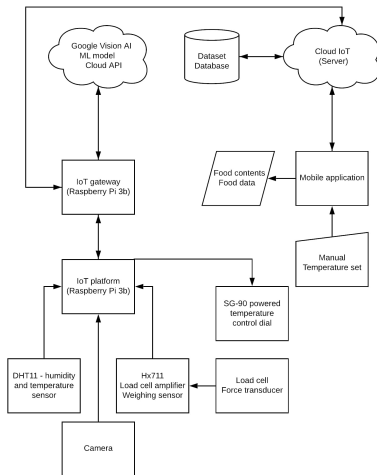 Google Vision AI
ML model
Cloud API
Dataset
Database
Cloud IoT
(Server)
IoT gateway
(Raspberry Pi 3b)
Food contents
Food data
Mobile application
Manual
Temperature set
IoT platform
(Raspberry Pi 3b)
SG-90 powered
temperature
control dial
DHT11 - humidity
and temperature
sensor
Hx711
Load cell amplifier
Weighing sensor
Load cell
Force transducer
Camera